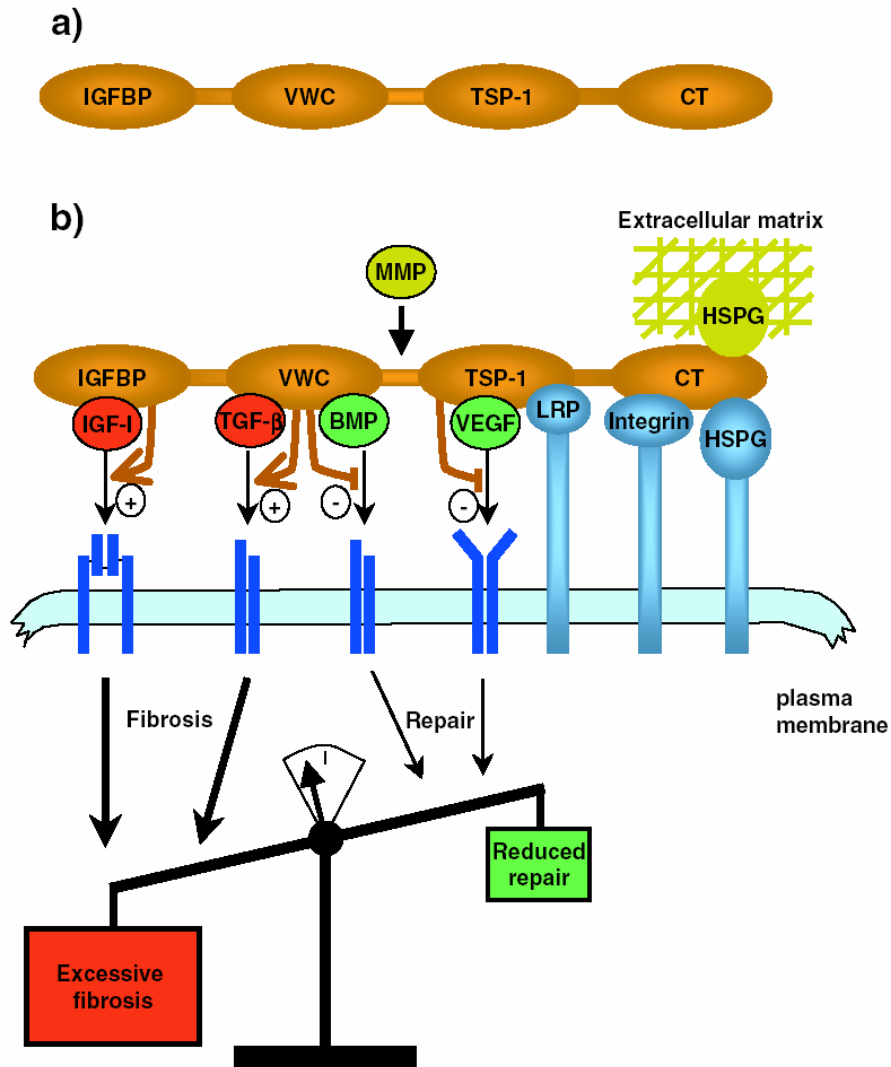 a)
IGFBP VWC TSP-1 CT
b)
Extracellular matrix
MMP
HSPG
IGFBP VWC TSP-1 CT
IGF-I TGF-β BMP VEGF LRP Integrin HSPG
+ + - -
Fibrosis Repair
plasma
membrane
Reduced
repair
Excessive
fibrosis